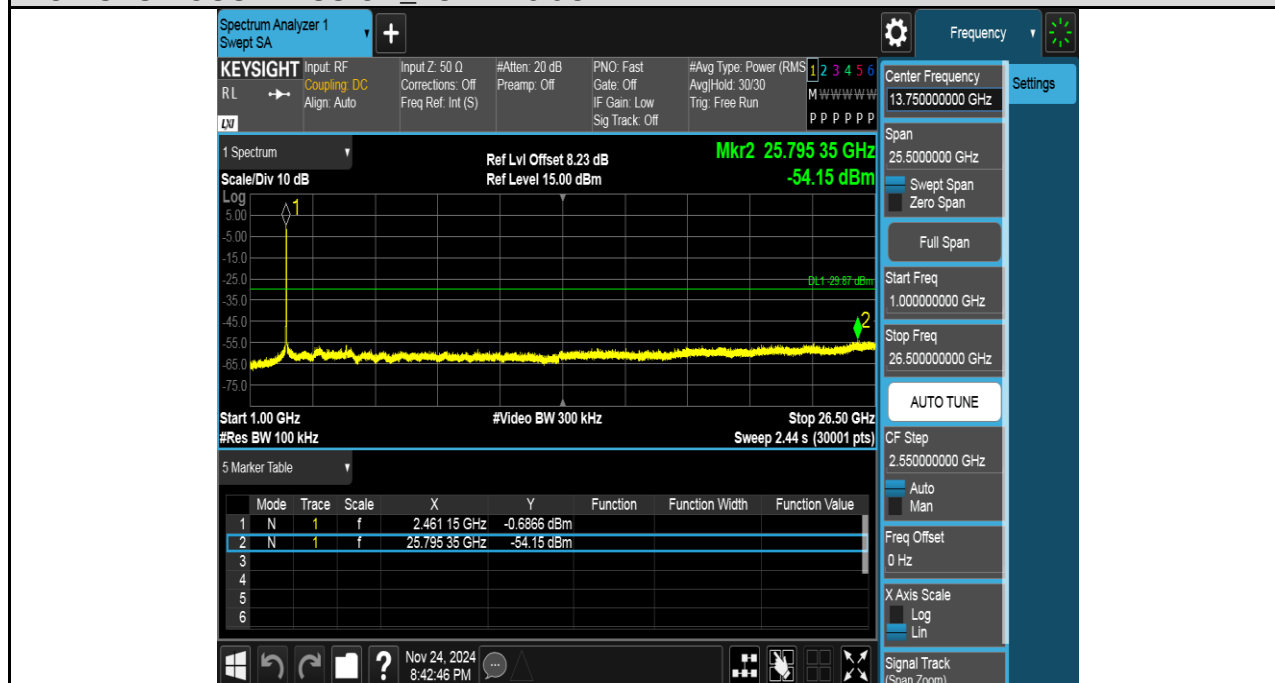 Spectrum Analyzer 1
Swept SA
+
Frequency
KEYSIGHT
RL
LXI
Input: RF
Coupling: DC
Align: Auto
Input Z: 50 Ω
Corrections: Off
Freq Ref: Int (S)
#Atten: 20 dB
Preamp: Off
PNO: Fast
Gate: Off
IF Gain: Low
Sig Track: Off
#Avg Type: Power (RMS
Avg|Hold: 30/30
Trig: Free Run
1 2 3 4 5 6
M W W W W W
P P P P P P
1 Spectrum
Scale/Div 10 dB
Ref Lvl Offset 8.23 dB
Ref Level 15.00 dBm
Mkr2 25.795 35 GHz
-54.15 dBm
Log
5.00
-5.00
-15.0
-25.0
-35.0
-45.0
-55.0
-65.0
-75.0
1
DL1 -29.87 dBm
2
Start 1.00 GHz
#Video BW 300 kHz
Stop 26.50 GHz
#Res BW 100 kHz
Sweep 2.44 s (30001 pts)
5 Marker Table
Mode Trace Scale X Y Function Function Width Function Value
1 N 1 f 2.461 15 GHz -0.6866 dBm
2 N 1 f 25.795 35 GHz -54.15 dBm
3
4
5
6
?
Nov 24, 2024
8:42:46 PM
Center Frequency
13.750000000 GHz
Settings
Span
25.5000000 GHz
Swept Span
Zero Span
Full Span
Start Freq
1.000000000 GHz
Stop Freq
26.500000000 GHz
AUTO TUNE
CF Step
2.550000000 GHz
Auto
Man
Freq Offset
0 Hz
X Axis Scale
Log
Lin
Signal Track
(Span Zoom)